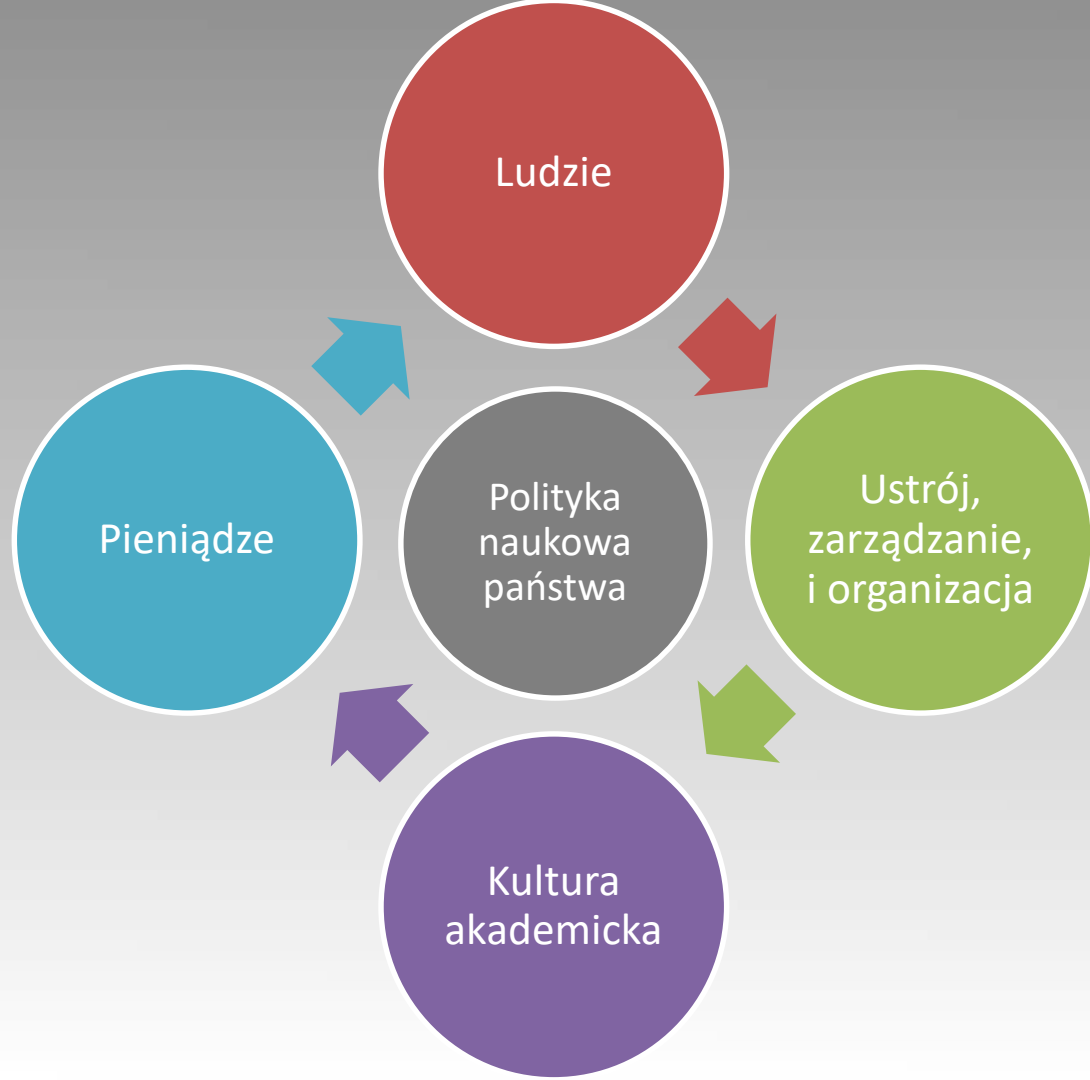 Ludzie
Pieniądze
Polityka
naukowa
państwa
Ustrój,
zarządzanie,
i organizacja
Kultura
akademicka